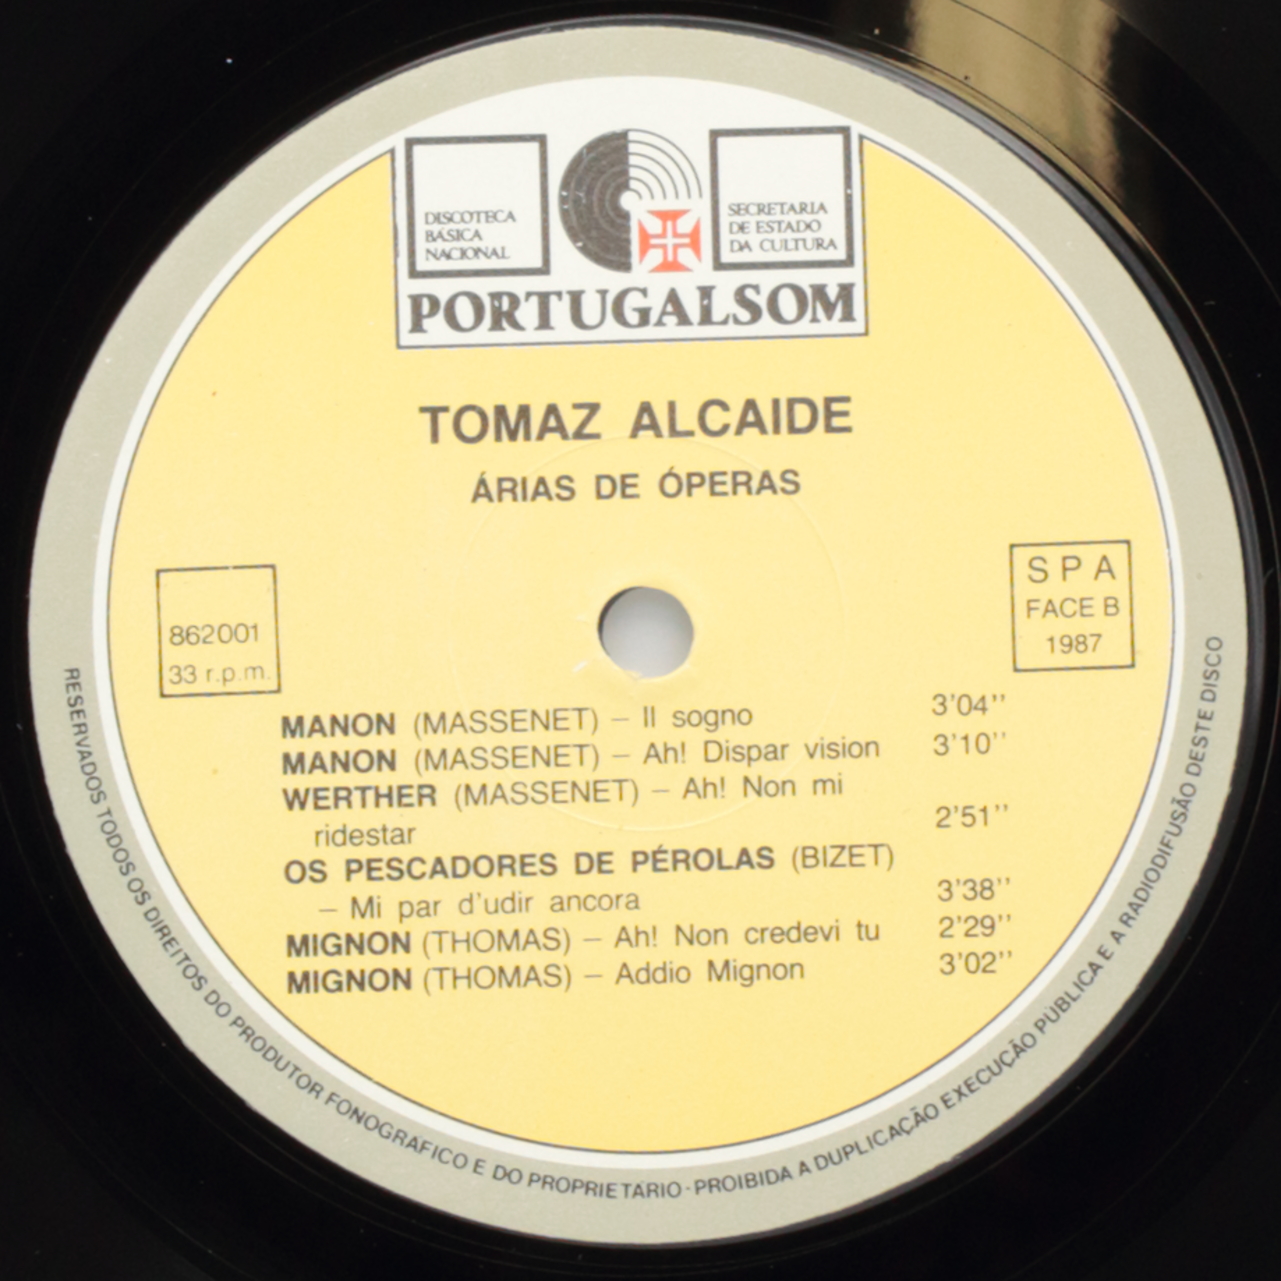 DISCOTECA
BÁSICA
NACIONAL
SECRETARIA
DE ESTADO
DA CULTURA
PORTUGALSOM
TOMAZ ALCAIDE
ÁRIAS DE ÓPERAS
862001
33 r.p.m.
SPA
FACE B
1987
MANON (MASSENET) – Il sogno 3'04''
MANON (MASSENET) – Ah! Dispar vision 3'10''
WERTHER (MASSENET) – Ah! Non mi
ridestar 2'51''
OS PESCADORES DE PÉROLAS (BIZET)
– Mi par d'udir ancora 3'38''
MIGNON (THOMAS) – Ah! Non credevi tu 2'29''
MIGNON (THOMAS) – Addio Mignon 3'02''
RESERVADOS TODOS OS DIREITOS DO PRODUTOR FONOGRAFICO E DO PROPRIETÁRIO · PROIBIDA A DUPLICAÇÃO EXECUÇÃO PÚBLICA E A RADIODIFUSÃO DESTE DISCO